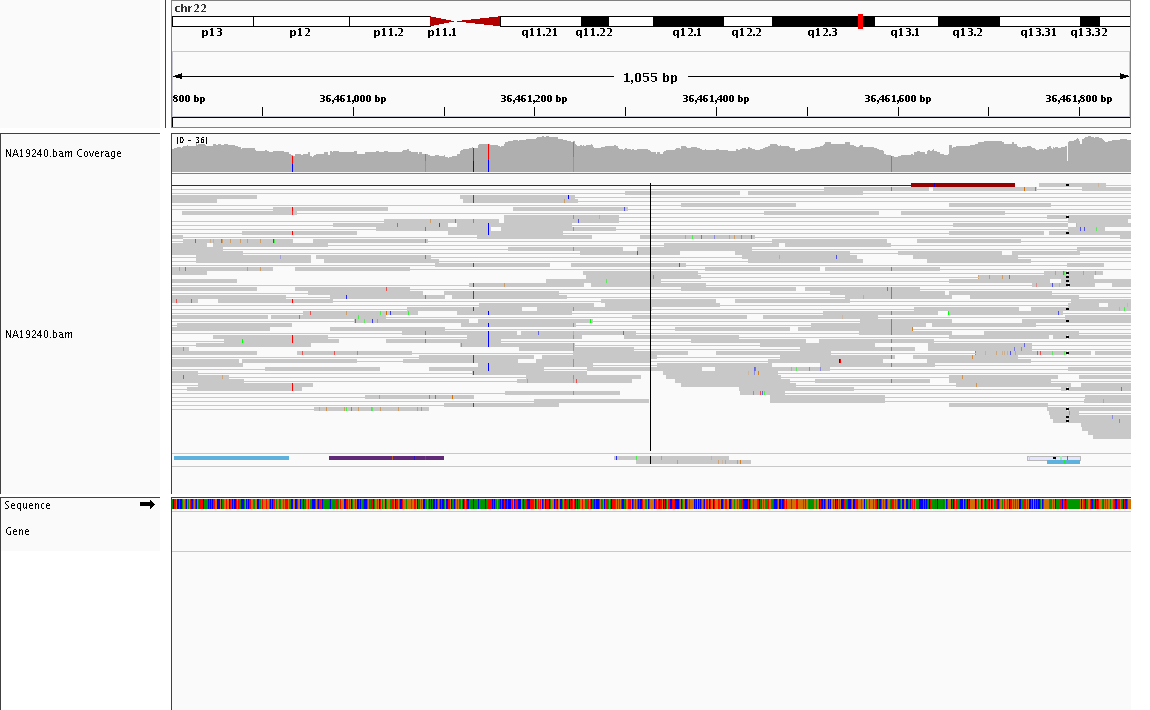 chr22
p13 p12 p11.2 p11.1 q11.21 q11.22 q12.1 q12.2 q12.3 q13.1 q13.2 q13.31 q13.32
1,055 bp
800 bp 36,461,000 bp 36,461,200 bp 36,461,400 bp 36,461,600 bp 36,461,800 bp
[0 - 36]
NA19240.bam Coverage
NA19240.bam
Sequence
Gene